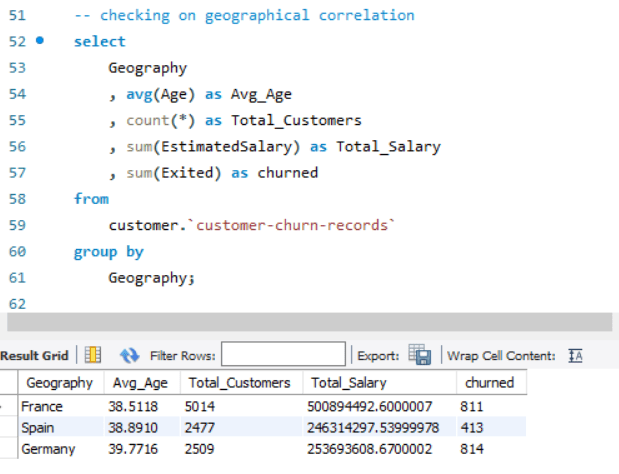 51 -- checking on geographical correlation
52 select
53 Geography
54 , avg(Age) as Avg_Age
55 , count(*) as Total_Customers
56 , sum(EstimatedSalary) as Total_Salary
57 , sum(Exited) as churned
58 from
59 customer.`customer-churn-records`
60 group by
61 Geography;
62
Result Grid Filter Rows: Export: Wrap Cell Content: IA
Geography Avg_Age Total_Customers Total_Salary churned
France 38.5118 5014 500894492.6000007 811
Spain 38.8910 2477 246314297.53999978 413
Germany 39.7716 2509 253693608.6700002 814